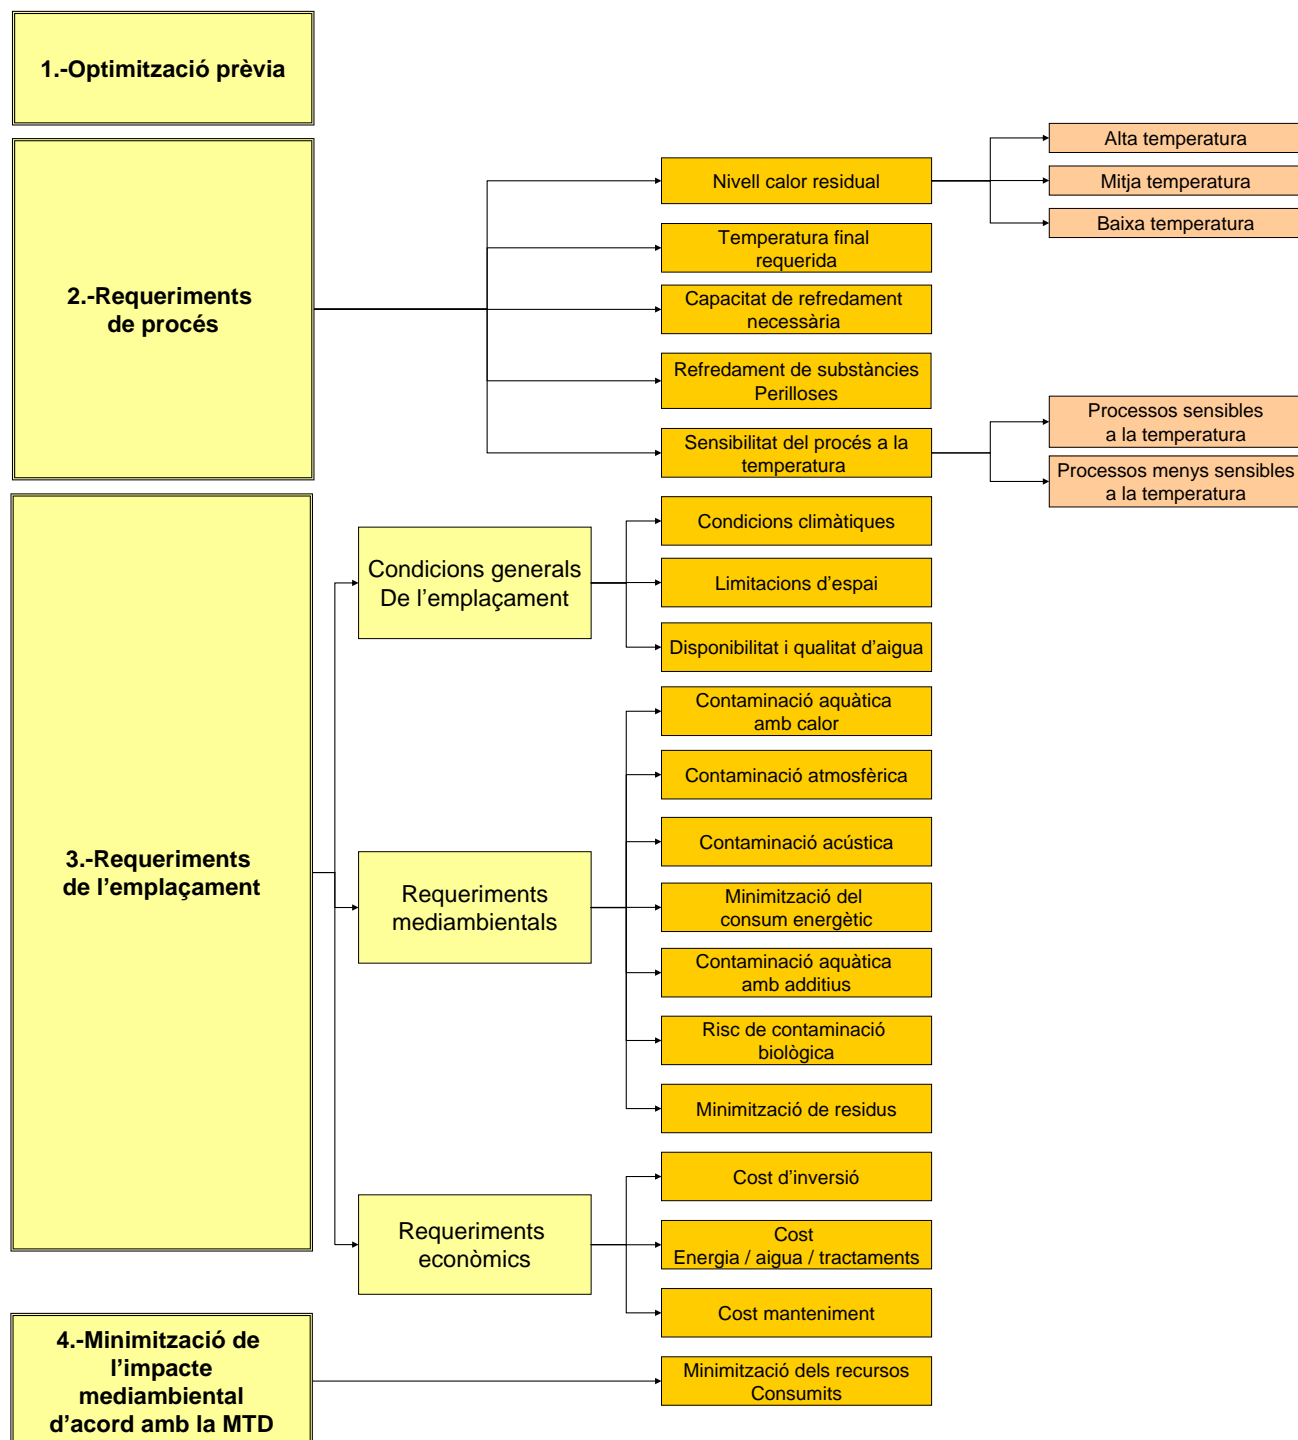 1.-Optimització prèvia
2.-Requeriments
de procés
Nivell calor residual
Alta temperatura
Mitja temperatura
Baixa temperatura
Temperatura final
requerida
Capacitat de refredament
necessària
Refredament de substàncies
Perilloses
Sensibilitat del procés a la
temperatura
Processos sensibles
a la temperatura
Processos menys sensibles
a la temperatura
3.-Requeriments
de l’emplaçament
Condicions generals
De l’emplaçament
Condicions climàtiques
Limitacions d’espai
Disponibilitat i qualitat d’aigua
Requeriments
mediambientals
Contaminació aquàtica
amb calor
Contaminació atmosfèrica
Contaminació acústica
Minimització del
consum energètic
Contaminació aquàtica
amb additius
Risc de contaminació
biològica
Minimització de residus
Requeriments
econòmics
Cost d’inversió
Cost
Energia / aigua / tractaments
Cost manteniment
4.-Minimització de
l’impacte
mediambiental
d’acord amb la MTD
Minimització dels recursos
Consumits